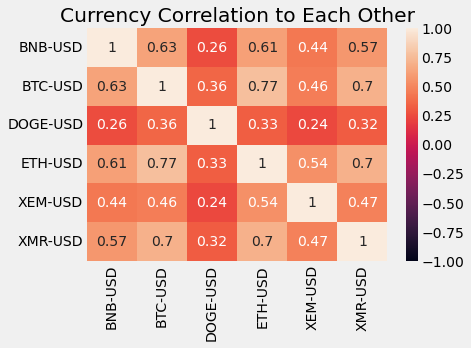 Currency Correlation to Each Other
BNB-USD 1 0.63 0.26 0.61 0.44 0.57
BTC-USD 0.63 1 0.36 0.77 0.46 0.7
DOGE-USD 0.26 0.36 1 0.33 0.24 0.32
ETH-USD 0.61 0.77 0.33 1 0.54 0.7
XEM-USD 0.44 0.46 0.24 0.54 1 0.47
XMR-USD 0.57 0.7 0.32 0.7 0.47 1
BNB-USD
BTC-USD
DOGE-USD
ETH-USD
XEM-USD
XMR-USD
1.00
0.75
0.50
0.25
0.00
−0.25
−0.50
−0.75
−1.00